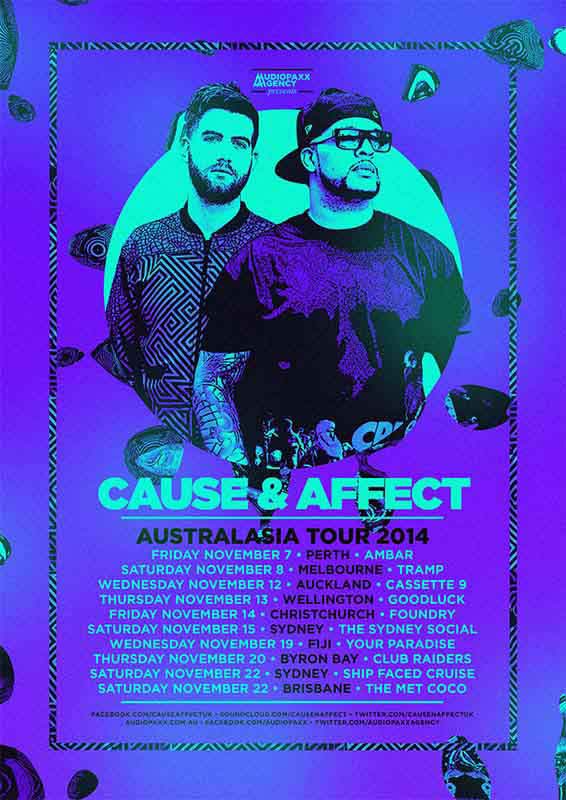 AUDIOPAXX
AGENCY
presents
CAUSE & AFFECT
AUSTRALASIA TOUR 2014
FRIDAY NOVEMBER 7 • PERTH • AMBAR
SATURDAY NOVEMBER 8 • MELBOURNE • TRAMP
WEDNESDAY NOVEMBER 12 • AUCKLAND • CASSETTE 9
THURSDAY NOVEMBER 13 • WELLINGTON • GOODLUCK
FRIDAY NOVEMBER 14 • CHRISTCHURCH • FOUNDRY
SATURDAY NOVEMBER 15 • SYDNEY • THE SYDNEY SOCIAL
WEDNESDAY NOVEMBER 19 • FIJI • YOUR PARADISE
THURSDAY NOVEMBER 20 • BYRON BAY • CLUB RAIDERS
SATURDAY NOVEMBER 22 • SYDNEY • SHIP FACED CRUISE
SATURDAY NOVEMBER 22 • BRISBANE • THE MET COCO
FACEBOOK.COM/CAUSEAFFECTUK • SOUNDCLOUD.COM/CAUSENAFFECT • TWITTER.COM/CAUSENAFFECTUK
AUDIOPAXX.COM.AU • FACEBOOK.COM/AUDIOPAXX • TWITTER.COM/AUDIOPAXXAGENCY